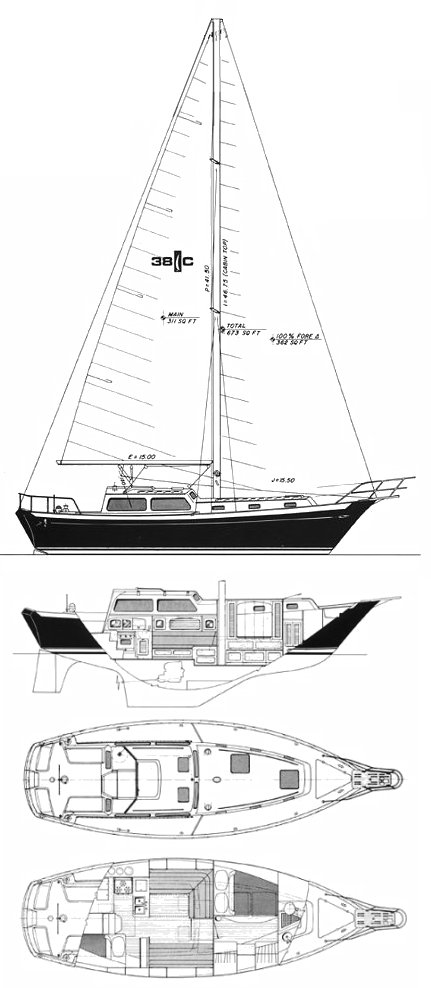 38 C
P=41.50
I=46.75 (CABIN TOP)
MAIN
311 SQ FT
TOTAL
673 SQ FT
100% FORE Δ
362 SQ FT
E=15.00
J=15.50